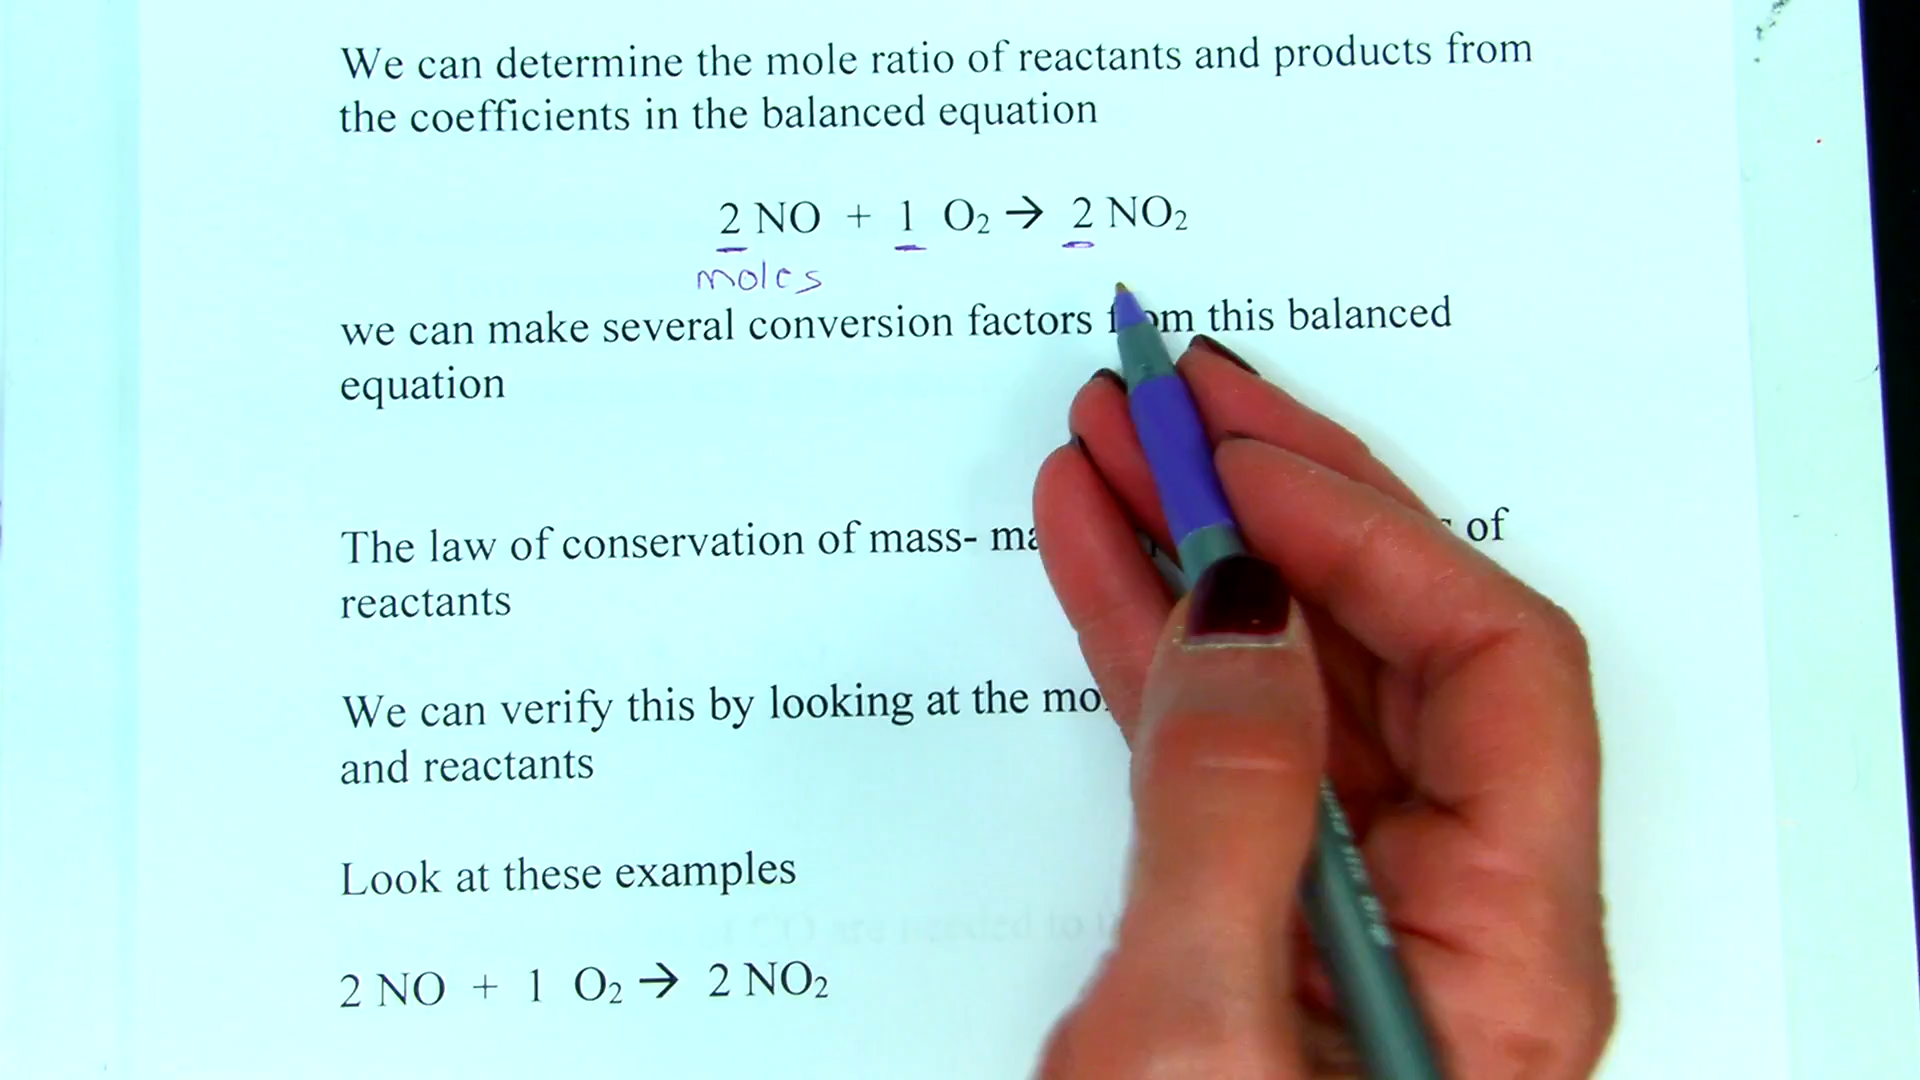 We can determine the mole ratio of reactants and products from
the coefficients in the balanced equation
2 NO + 1 O₂ → 2 NO₂
moles
we can make several conversion factors from this balanced
equation
The law of conservation of mass- of
reactants
We can verify this by looking at the
and reactants
Look at these examples
2 NO + 1 O₂ → 2 NO₂